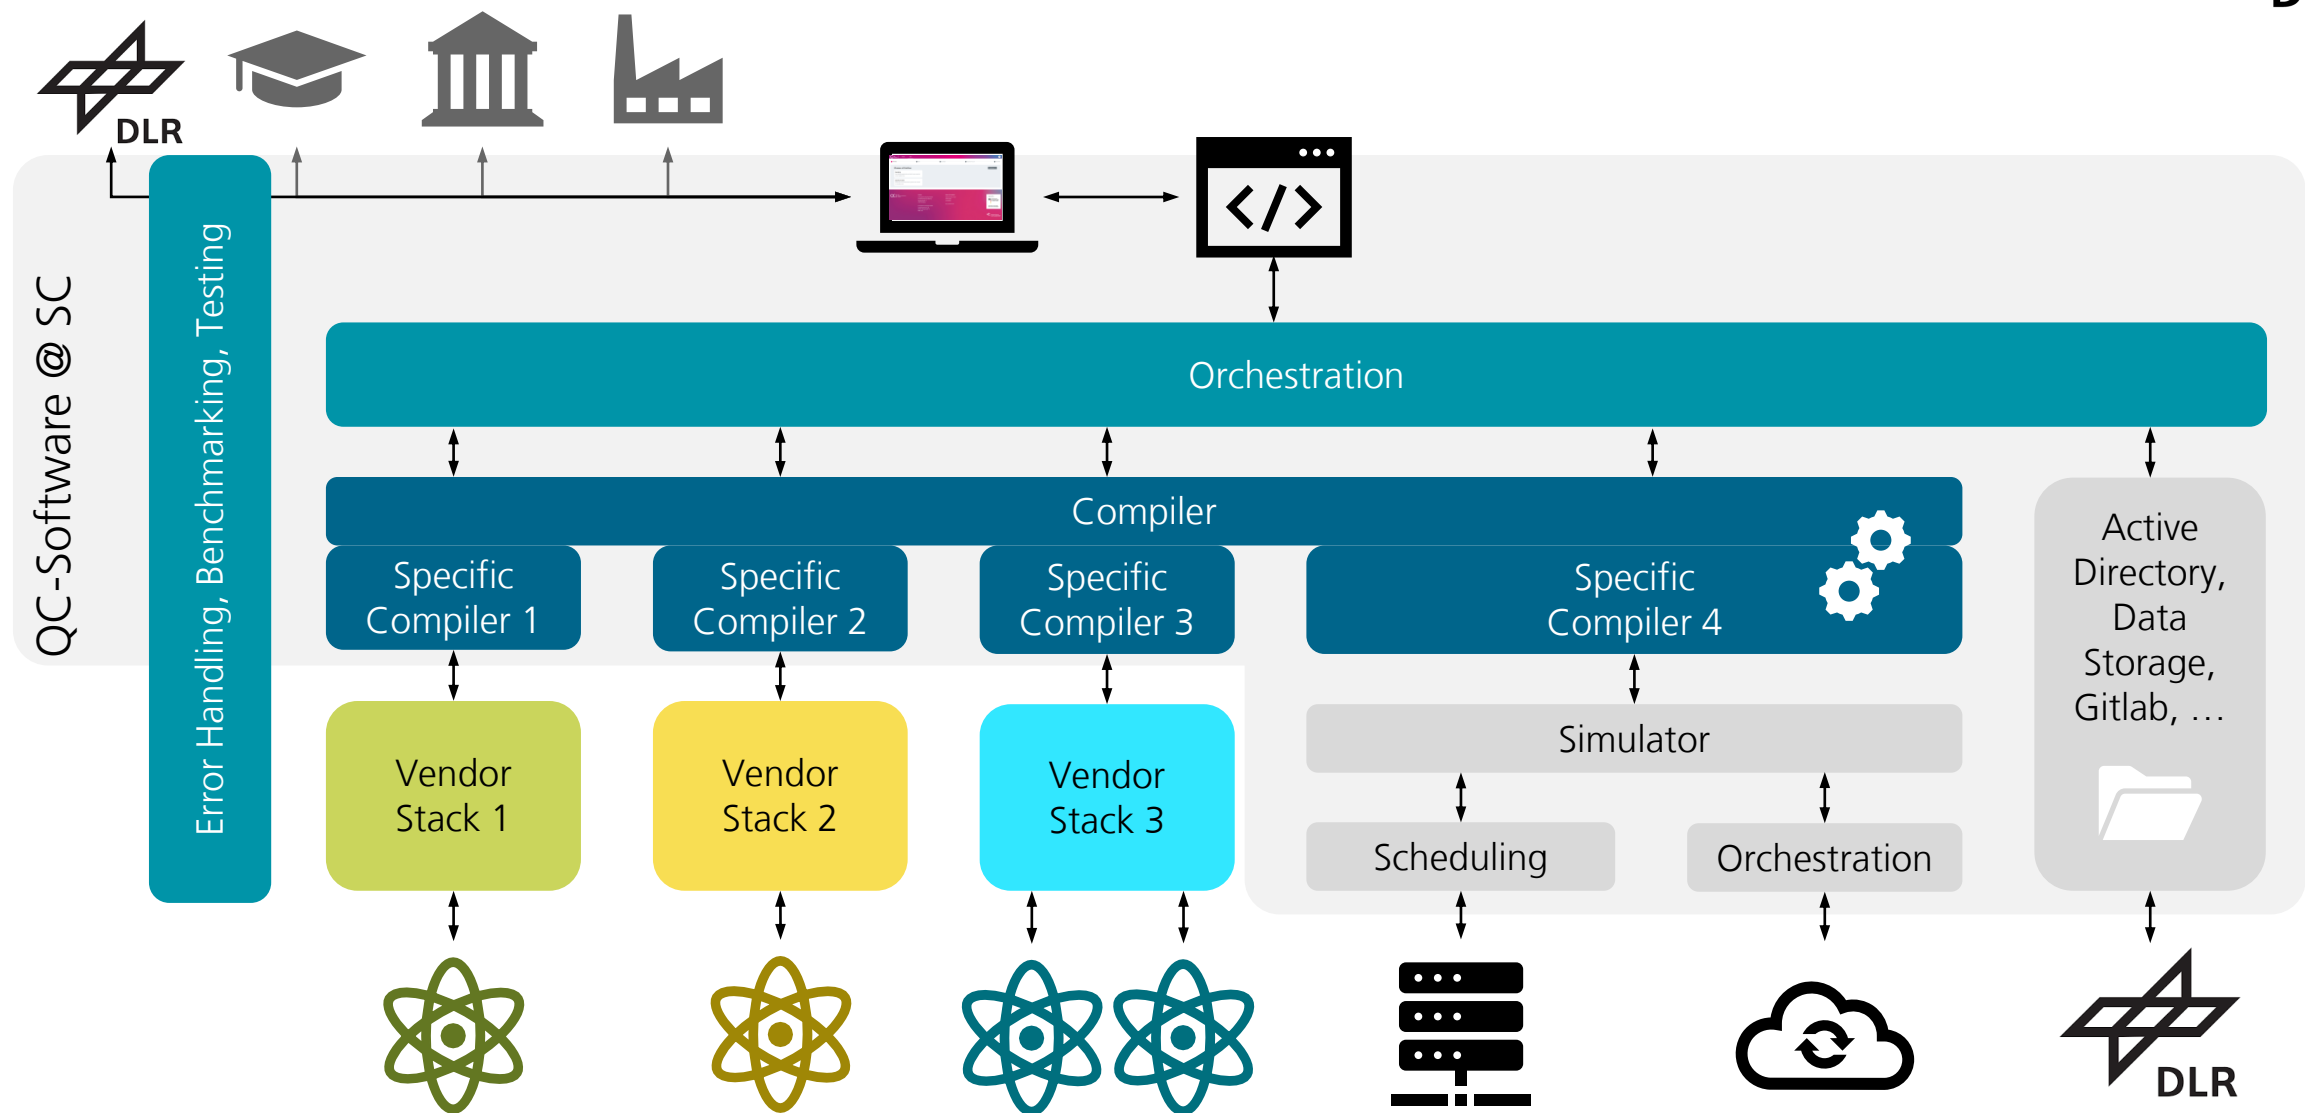 DLR
QC-Software @ SC
Error Handling, Benchmarking, Testing
</>
Orchestration
Compiler
Specific
Compiler 1
Specific
Compiler 2
Specific
Compiler 3
Specific
Compiler 4
Active
Directory,
Data
Storage,
Gitlab, …
Vendor
Stack 1
Vendor
Stack 2
Vendor
Stack 3
Simulator
Scheduling
Orchestration
DLR